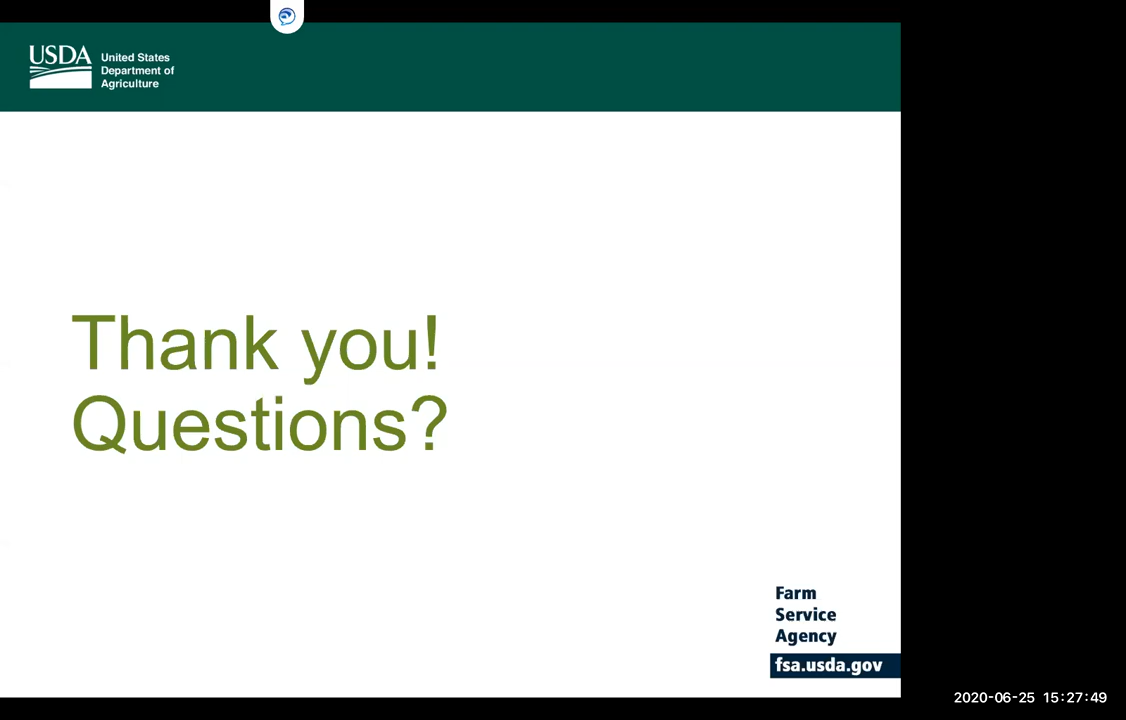 USDA
United States
Department of
Agriculture
Thank you!
Questions?
Farm
Service
Agency
fsa.usda.gov
2020-06-25 15:27:49